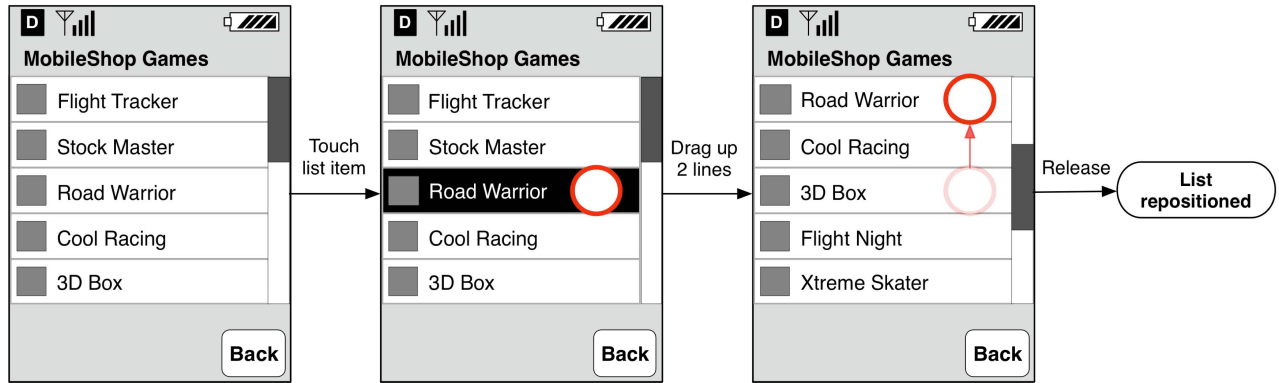 D
MobileShop Games
Flight Tracker
Stock Master
Road Warrior
Cool Racing
3D Box
Back
Touch
list item
D
MobileShop Games
Flight Tracker
Stock Master
Road Warrior
Cool Racing
3D Box
Back
Drag up
2 lines
D
MobileShop Games
Road Warrior
Cool Racing
3D Box
Flight Night
Xtreme Skater
Back
Release
List
repositioned